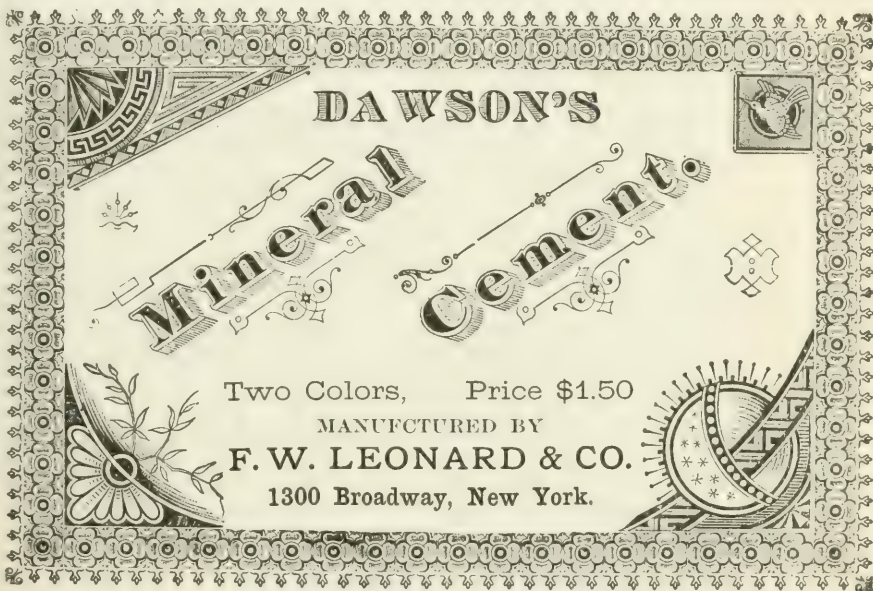 DAWSON'S
Mineral Cement.
Two Colors, Price $1.50
MANUFCTURED BY
F. W. LEONARD & CO.
1300 Broadway, New York.